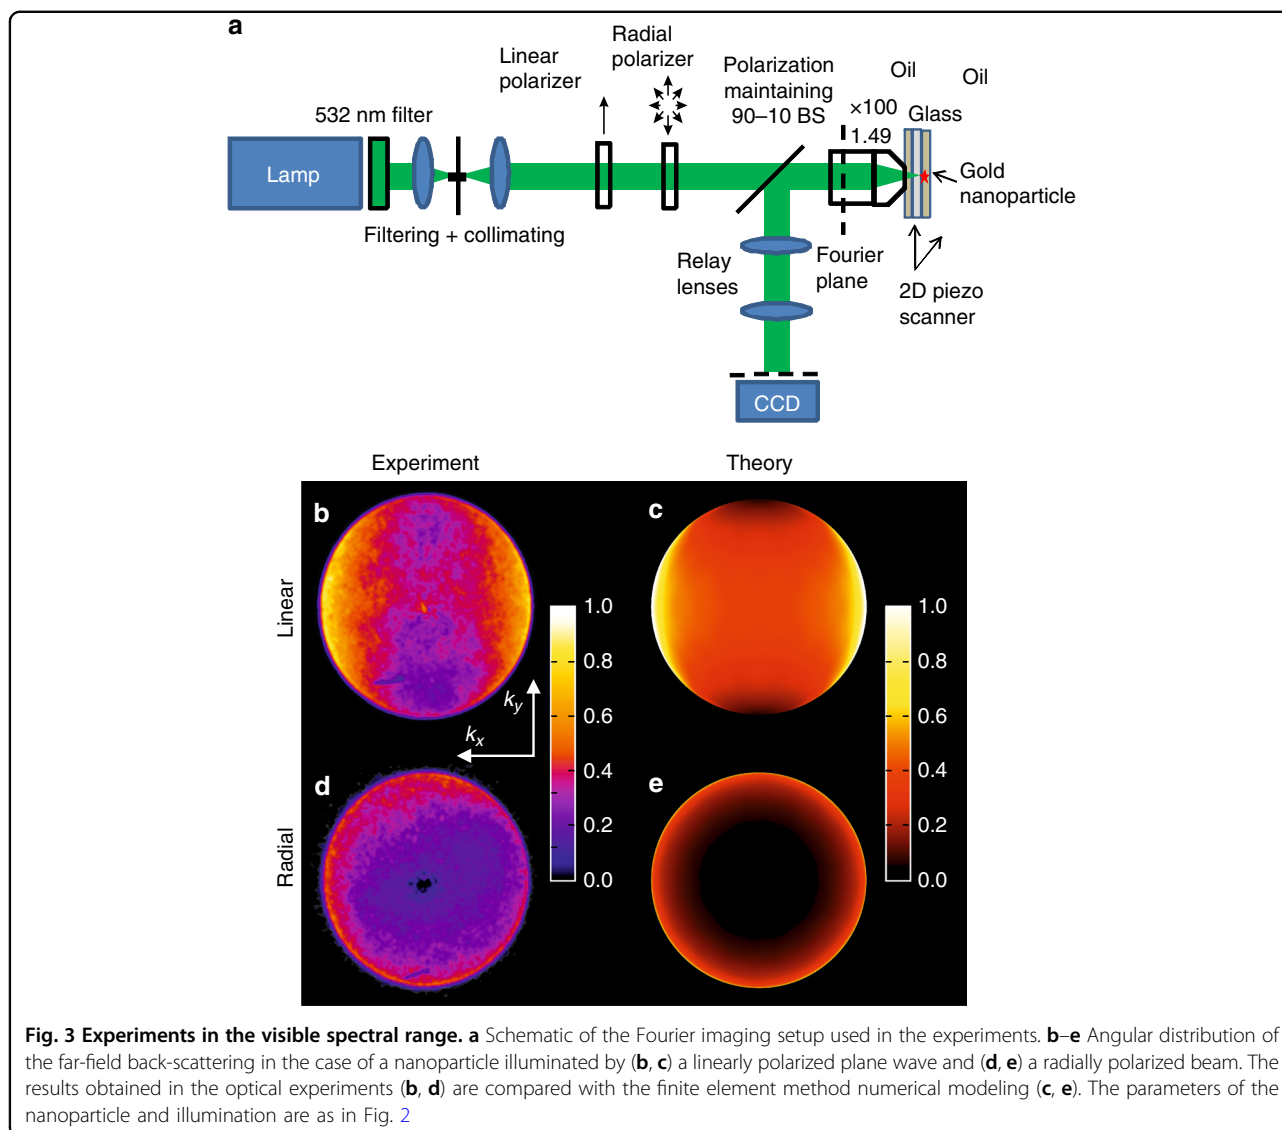 a
Linear
polarizer
Radial
polarizer
Polarization
maintaining
90–10 BS
Oil
Oil
×100
1.49
Glass
532 nm filter
Lamp
Gold
nanoparticle
Filtering + collimating
Relay
lenses
Fourier
plane
2D piezo
scanner
CCD
Experiment
Theory
Linear
b
c
1.0
0.8
0.6
0.4
0.2
0.0
1.0
0.8
0.6
0.4
0.2
0.0
ky
kx
Radial
d
e
Fig. 3 Experiments in the visible spectral range. a Schematic of the Fourier imaging setup used in the experiments. b–e Angular distribution of
the far-field back-scattering in the case of a nanoparticle illuminated by (b, c) a linearly polarized plane wave and (d, e) a radially polarized beam. The
results obtained in the optical experiments (b, d) are compared with the finite element method numerical modeling (c, e). The parameters of the
nanoparticle and illumination are as in Fig. 2